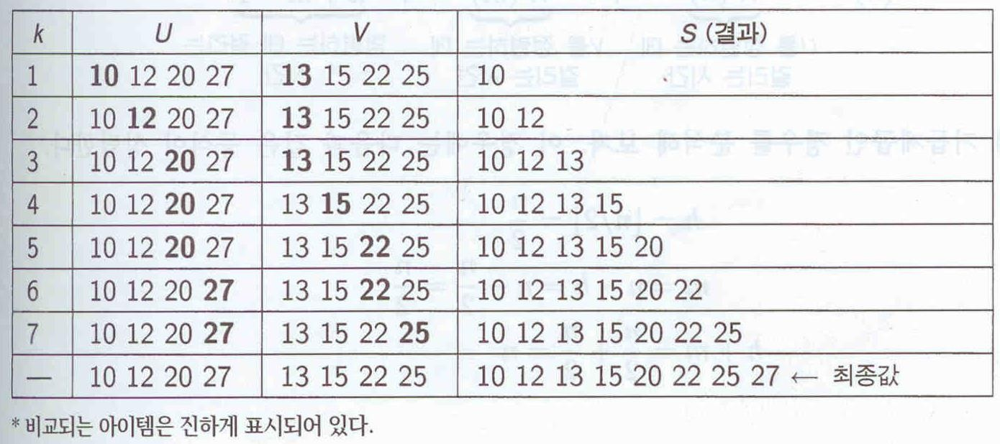 k U V S (결과)
1 10 12 20 27 13 15 22 25 10
2 10 12 20 27 13 15 22 25 10 12
3 10 12 20 27 13 15 22 25 10 12 13
4 10 12 20 27 13 15 22 25 10 12 13 15
5 10 12 20 27 13 15 22 25 10 12 13 15 20
6 10 12 20 27 13 15 22 25 10 12 13 15 20 22
7 10 12 20 27 13 15 22 25 10 12 13 15 20 22 25
— 10 12 20 27 13 15 22 25 10 12 13 15 20 22 25 27 ← 최종값
* 비교되는 아이템은 진하게 표시되어 있다.